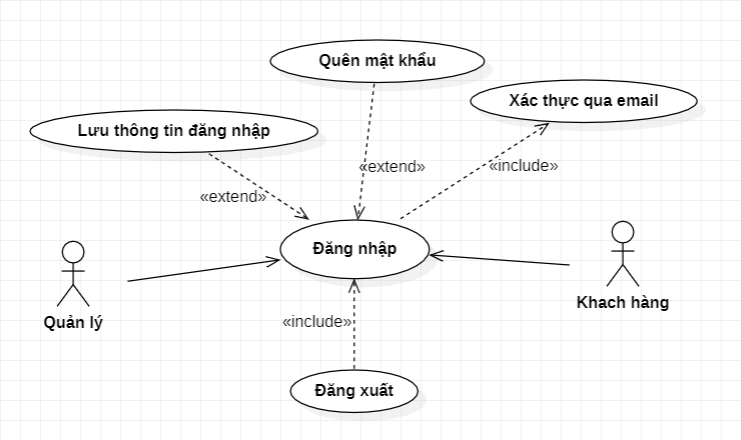 Quên mật khẩu
Xác thực qua email
Lưu thông tin đăng nhập
«extend»
«include»
«extend»
Đăng nhập
Khach hàng
Quản lý
«include»
Đăng xuất